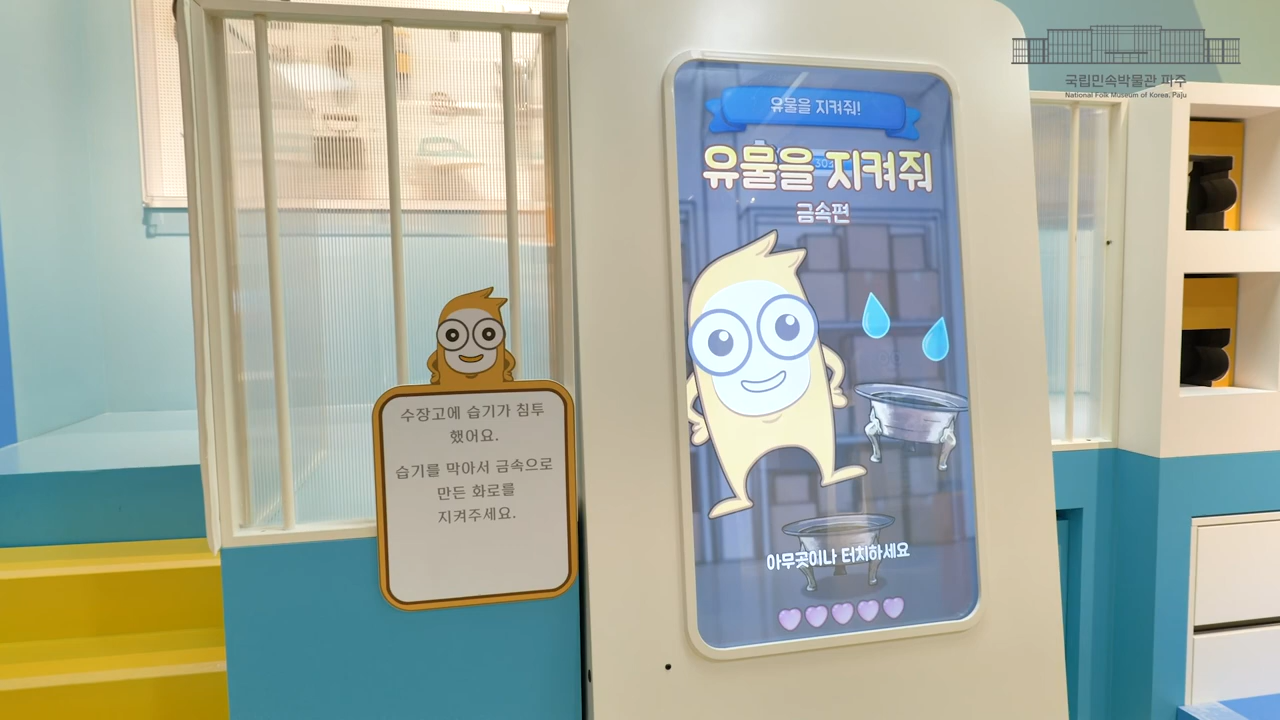 국립민속박물관 파주
National Folk Museum of Korea. Paju
유물을 지켜줘!
유물을 지켜줘
금속편
아무곳이나 터치하세요
수장고에 습기가 침투
했어요.
습기를 막아서 금속으로
만든 화로를
지켜주세요.